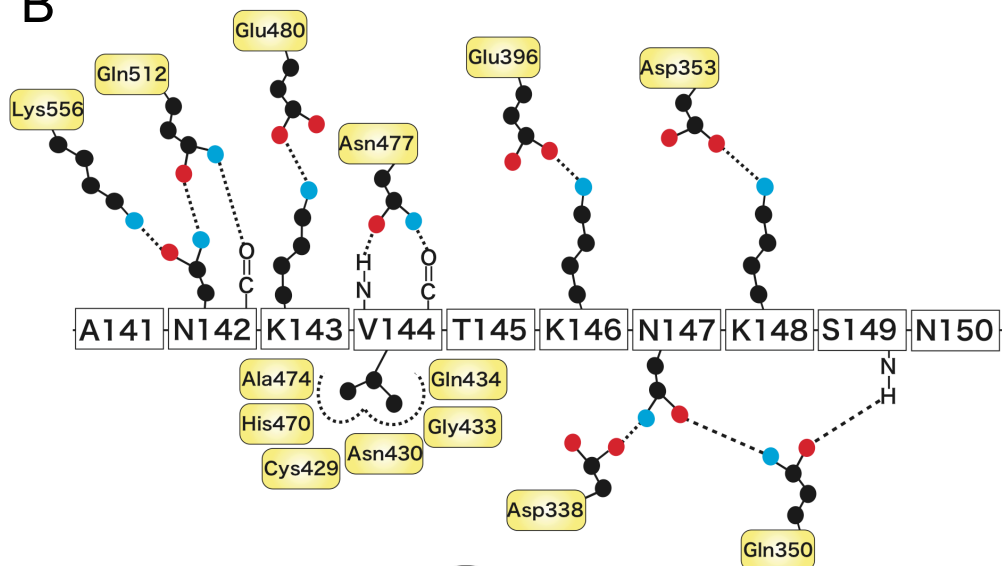 B
Glu480
Glu396
Asp353
Gln512
Lys556
Asn477
O
C
H
N
O
C
A141 N142 K143 V144 T145 K146 N147 K148 S149 N150
N
H
Ala474
Gln434
His470
Gly433
Asn430
Cys429
Asp338
Gln350